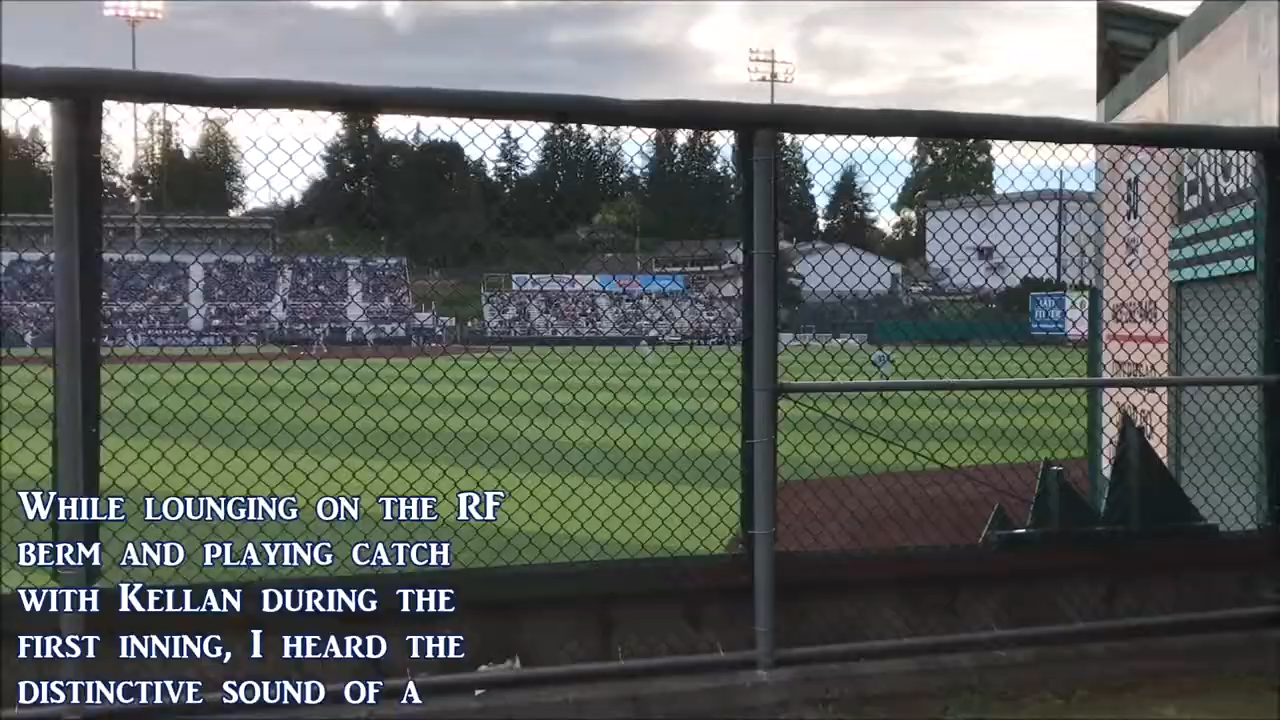 While lounging on the RF
berm and playing catch
with Kellan during the
first inning, I heard the
distinctive sound of a